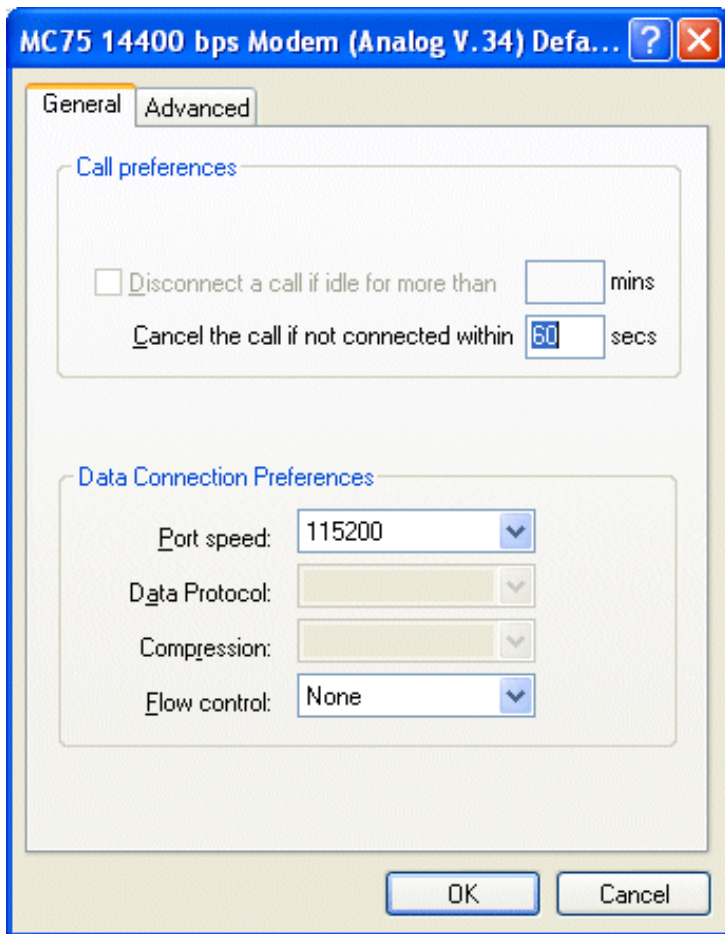 MC75 14400 bps Modem (Analog V.34) Defa...
General Advanced
Call preferences
Disconnect a call if idle for more than mins
Cancel the call if not connected within 60 secs
Data Connection Preferences
Port speed: 115200
Data Protocol:
Compression:
Flow control: None
OK Cancel